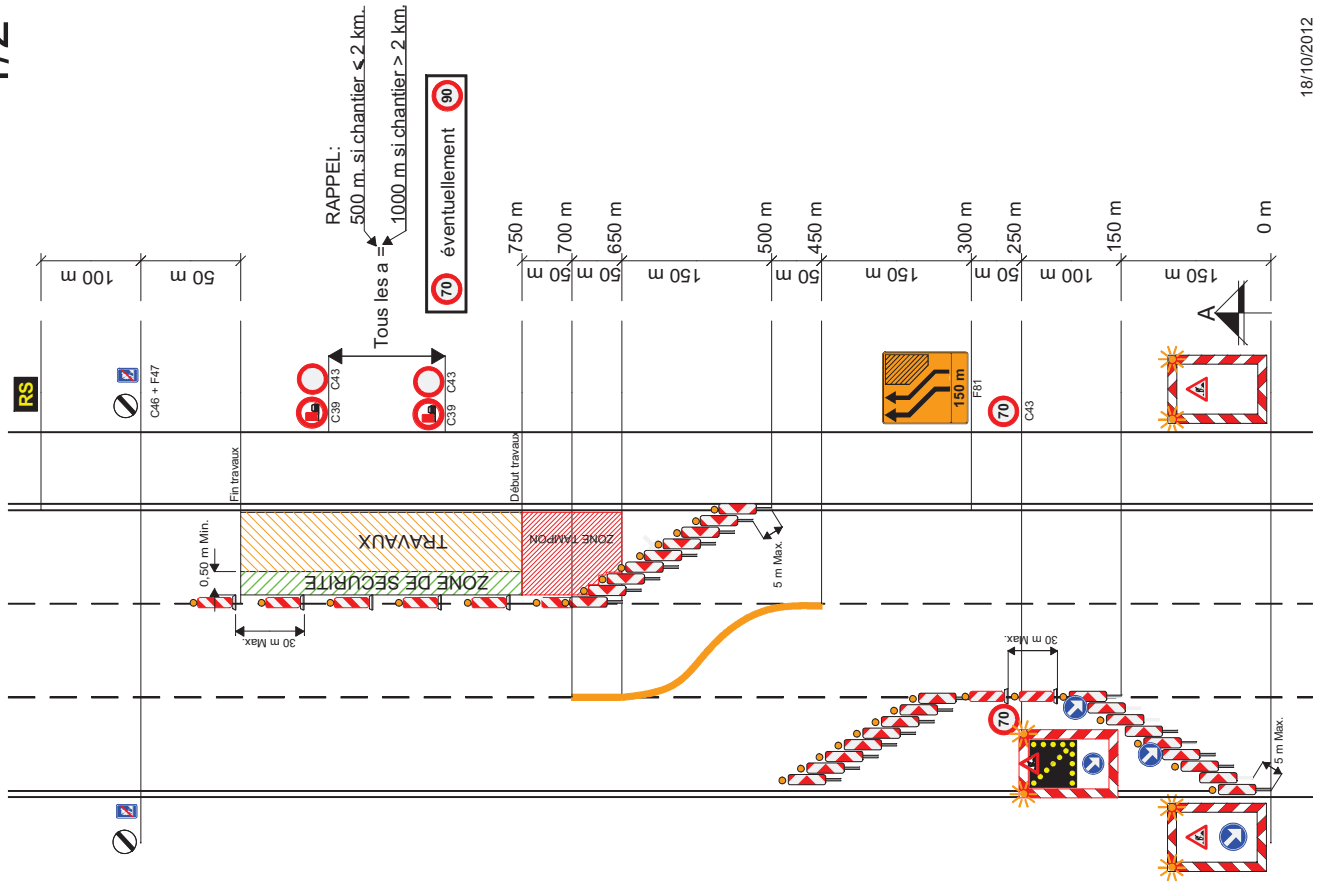 1/2
RS
100 m
50 m
C46 + F47
RAPPEL:
500 m. si chantier < 2 km.
Tous les a =
1000 m si chantier > 2 km.
70 éventuellement 90
C39 C43
C39 C43
Fin travaux
Début travaux
0,50 m Min.
TRAVAUX
ZONE DE SECURITE
ZONE TAMPON
30 m Max.
750 m
50 m
700 m
50 m
650 m
150 m
500 m
50 m
450 m
150 m
300 m
50 m
250 m
100 m
150 m
150 m
0 m
5 m Max.
150 m
F81
70
C43
30 m Max.
70
5 m Max.
A
18/10/2012